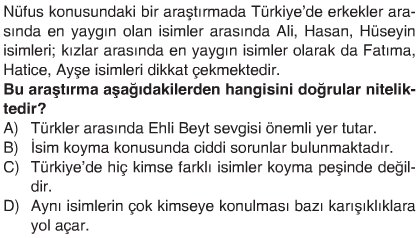 Nüfus konusundaki bir araştırmada Türkiye’de erkekler ara-
sında en yaygın olan isimler arasında Ali, Hasan, Hüseyin
isimleri; kızlar arasında en yaygın isimler olarak da Fatıma,
Hatice, Ayşe isimleri dikkat çekmektedir.
Bu araştırma aşağıdakilerden hangisini doğrular nitelik-
tedir?
A) Türkler arasında Ehli Beyt sevgisi önemli yer tutar.
B) İsim koyma konusunda ciddi sorunlar bulunmaktadır.
C) Türkiye’de hiç kimse farklı isimler koyma peşinde değil-
dir.
D) Aynı isimlerin çok kimseye konulması bazı karışıklıklara
yol açar.